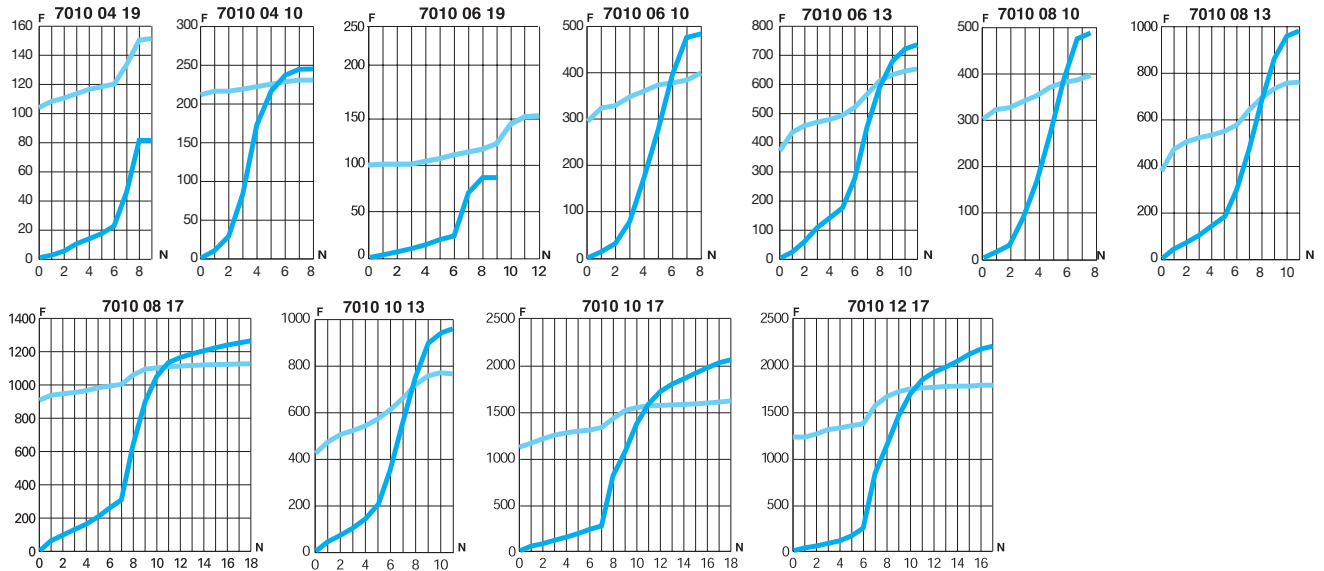 7010 04 19
F
160
140
120
100
80
60
40
20
0
0 2 4 6 8 N
7010 04 10
F
300
250
200
150
100
50
0
0 2 4 6 8 N
7010 06 19
F
250
200
150
100
50
0
0 2 4 6 8 10 12 N
7010 06 10
F
500
400
300
200
100
0
0 2 4 6 8 N
7010 06 13
F
800
700
600
500
400
300
200
100
0
0 2 4 6 8 10 N
7010 08 10
F
500
400
300
200
100
0
0 2 4 6 8 N
7010 08 13
F
1000
800
600
400
200
0
0 2 4 6 8 10 N
7010 08 17
F
1400
1200
1000
800
600
400
200
0
0 2 4 6 8 10 12 14 16 18 N
7010 10 13
F
1000
800
600
400
200
0
0 2 4 6 8 10 N
7010 10 17
F
2500
2000
1500
1000
500
0
0 2 4 6 8 10 12 14 16 18 N
7010 12 17
F
2500
2000
1500
1000
500
0
0 2 4 6 8 10 12 14 16 N